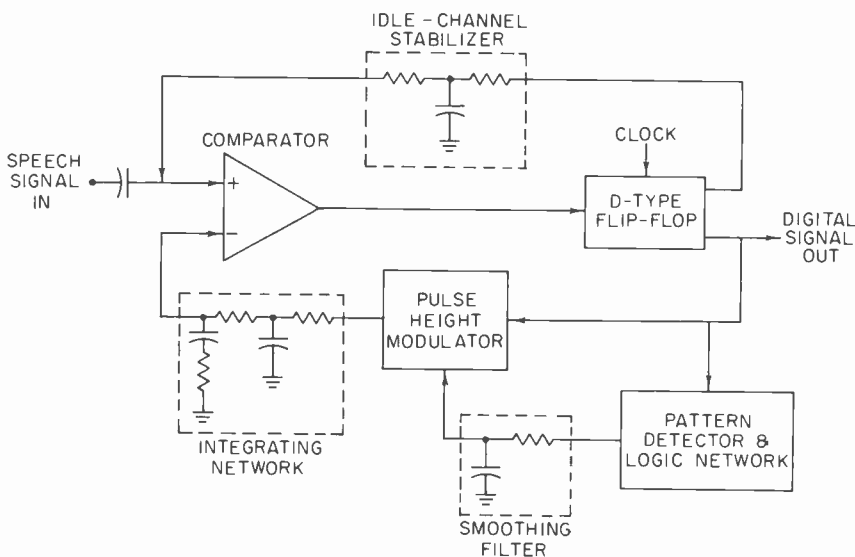 IDLE-CHANNEL
STABILIZER
COMPARATOR
CLOCK
SPEECH
SIGNAL
IN
+
−
D-TYPE
FLIP-FLOP
DIGITAL
SIGNAL
OUT
PULSE
HEIGHT
MODULATOR
INTEGRATING
NETWORK
PATTERN
DETECTOR &
LOGIC NETWORK
SMOOTHING
FILTER